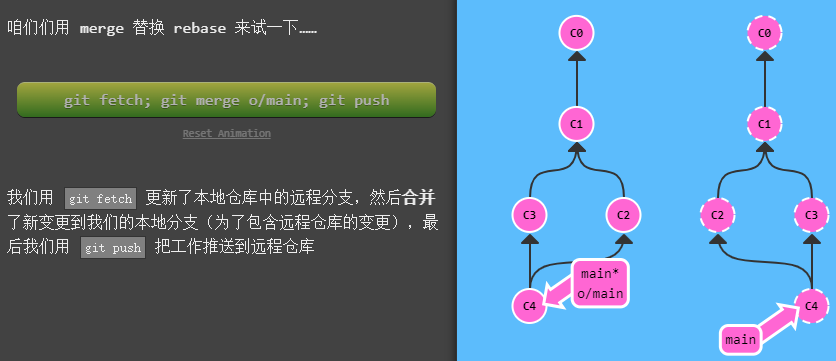 咱们们用 merge 替换 rebase 来试一下……
git fetch; git merge o/main; git push
Reset Animation
我们用 git fetch 更新了本地仓库中的远程分支，然后合并
了新变更到我们的本地分支（为了包含远程仓库的变更），最
后我们用 git push 把工作推送到远程仓库
C0
C1
C3
C2
main*
o/main
C4
C0
C1
C2
C3
C4
main